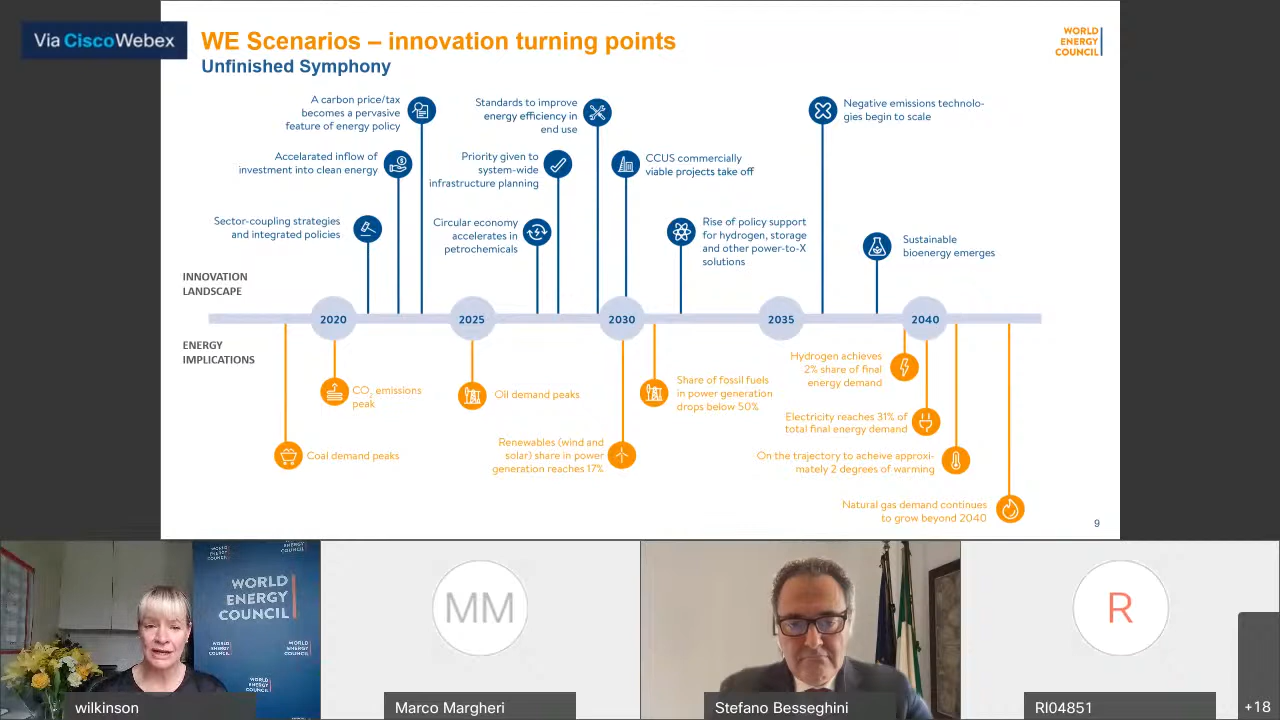 Via CiscoWebex
WE Scenarios – innovation turning points
Unfinished Symphony
WORLD
ENERGY
COUNCIL
A carbon price/tax
becomes a pervasive
feature of energy policy
Standards to improve
energy efficiency in
end use
Negative emissions technolo-
gies begin to scale
Accelarated inflow of
investment into clean energy
Priority given to
system-wide
infrastructure planning
CCUS commercially
viable projects take off
Sector-coupling strategies
and integrated policies
Circular economy
accelerates in
petrochemicals
Rise of policy support
for hydrogen, storage
and other power-to-X
solutions
Sustainable
bioenergy emerges
INNOVATION
LANDSCAPE
2020
2025
2030
2035
2040
ENERGY
IMPLICATIONS
CO2 emissions
peak
Oil demand peaks
Share of fossil fuels
in power generation
drops below 50%
Hydrogen achieves
2% share of final
energy demand
Electricity reaches 31% of
total final energy demand
Coal demand peaks
Renewables (wind and
solar) share in power
generation reaches 17%
On the trajectory to acheive approxi-
mately 2 degrees of warming
Natural gas demand continues
to grow beyond 2040
9
WORLD
ENERGY
COUNCIL
WORLD
ENERGY
COUNCIL
WORLD
ENERGY
COUNCIL
wilkinson
MM
Marco Margheri
Stefano Besseghini
R
RI04851
+18